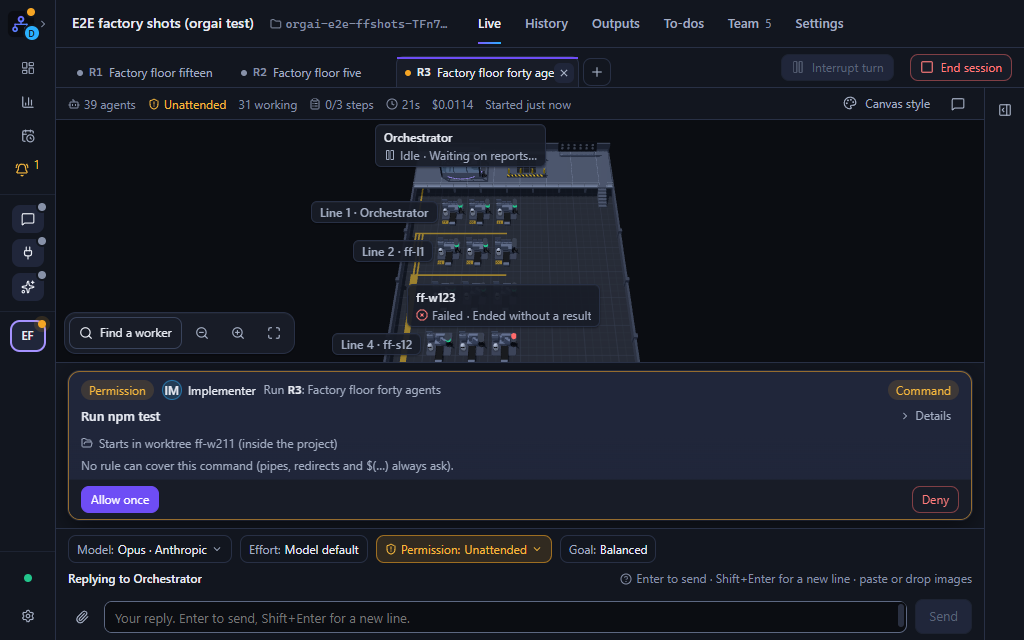 E2E factory shots (orgai test)
orgai-e2e-ffshots-TFn7…
Live
History
Outputs
To-dos
Team 5
Settings
D
R1 Factory floor fifteen
R2 Factory floor five
R3 Factory floor forty age
Interrupt turn
End session
39 agents
Unattended
31 working
0/3 steps
21s
$0.0114
Started just now
Canvas style
1
Orchestrator
Idle · Waiting on reports…
Line 1 · Orchestrator
Line 2 · ff-l1
ff-w123
Failed · Ended without a result
Line 4 · ff-s12
Find a worker
EF
Permission
IM
Implementer
Run R3: Factory floor forty agents
Command
Run npm test
Details
Starts in worktree ff-w211 (inside the project)
No rule can cover this command (pipes, redirects and $(...) always ask).
Allow once
Deny
Model: Opus · Anthropic
Effort: Model default
Permission: Unattended
Goal: Balanced
Replying to Orchestrator
Enter to send · Shift+Enter for a new line · paste or drop images
Your reply. Enter to send, Shift+Enter for a new line.
Send